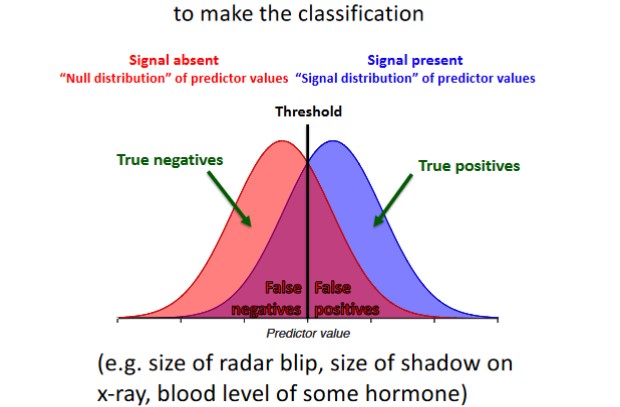 to make the classification
Signal absent
Signal present
“Null distribution” of predictor values
“Signal distribution” of predictor values
Threshold
True negatives
True positives
False
negatives
False
positives
Predictor value
(e.g. size of radar blip, size of shadow on
x-ray, blood level of some hormone)